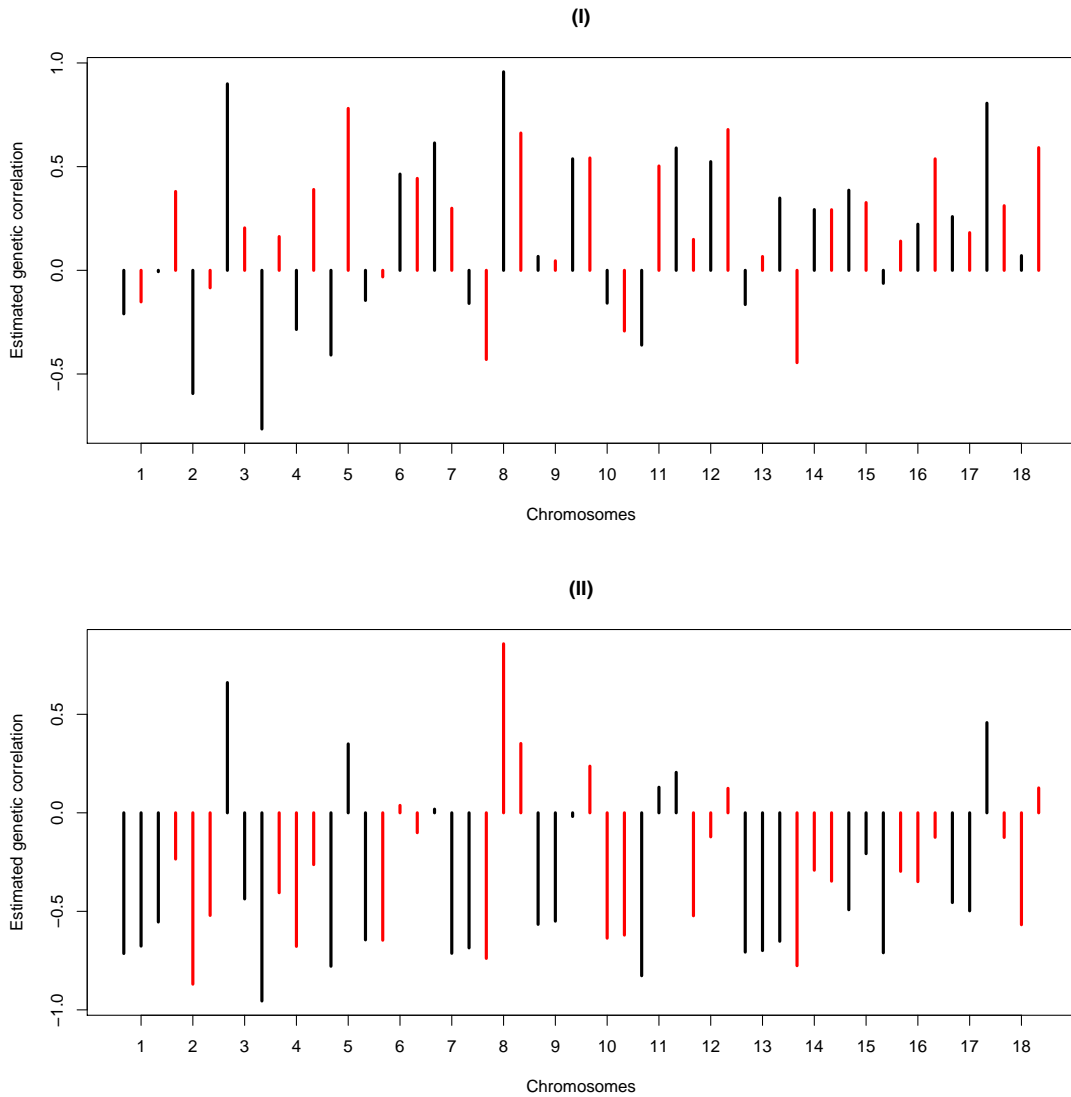 (I)
Estimated genetic correlation
1.0
0.5
0.0
−0.5
1 2 3 4 5 6 7 8 9 10 11 12 13 14 15 16 17 18
Chromosomes
(II)
Estimated genetic correlation
0.5
0.0
−0.5
−1.0
1 2 3 4 5 6 7 8 9 10 11 12 13 14 15 16 17 18
Chromosomes